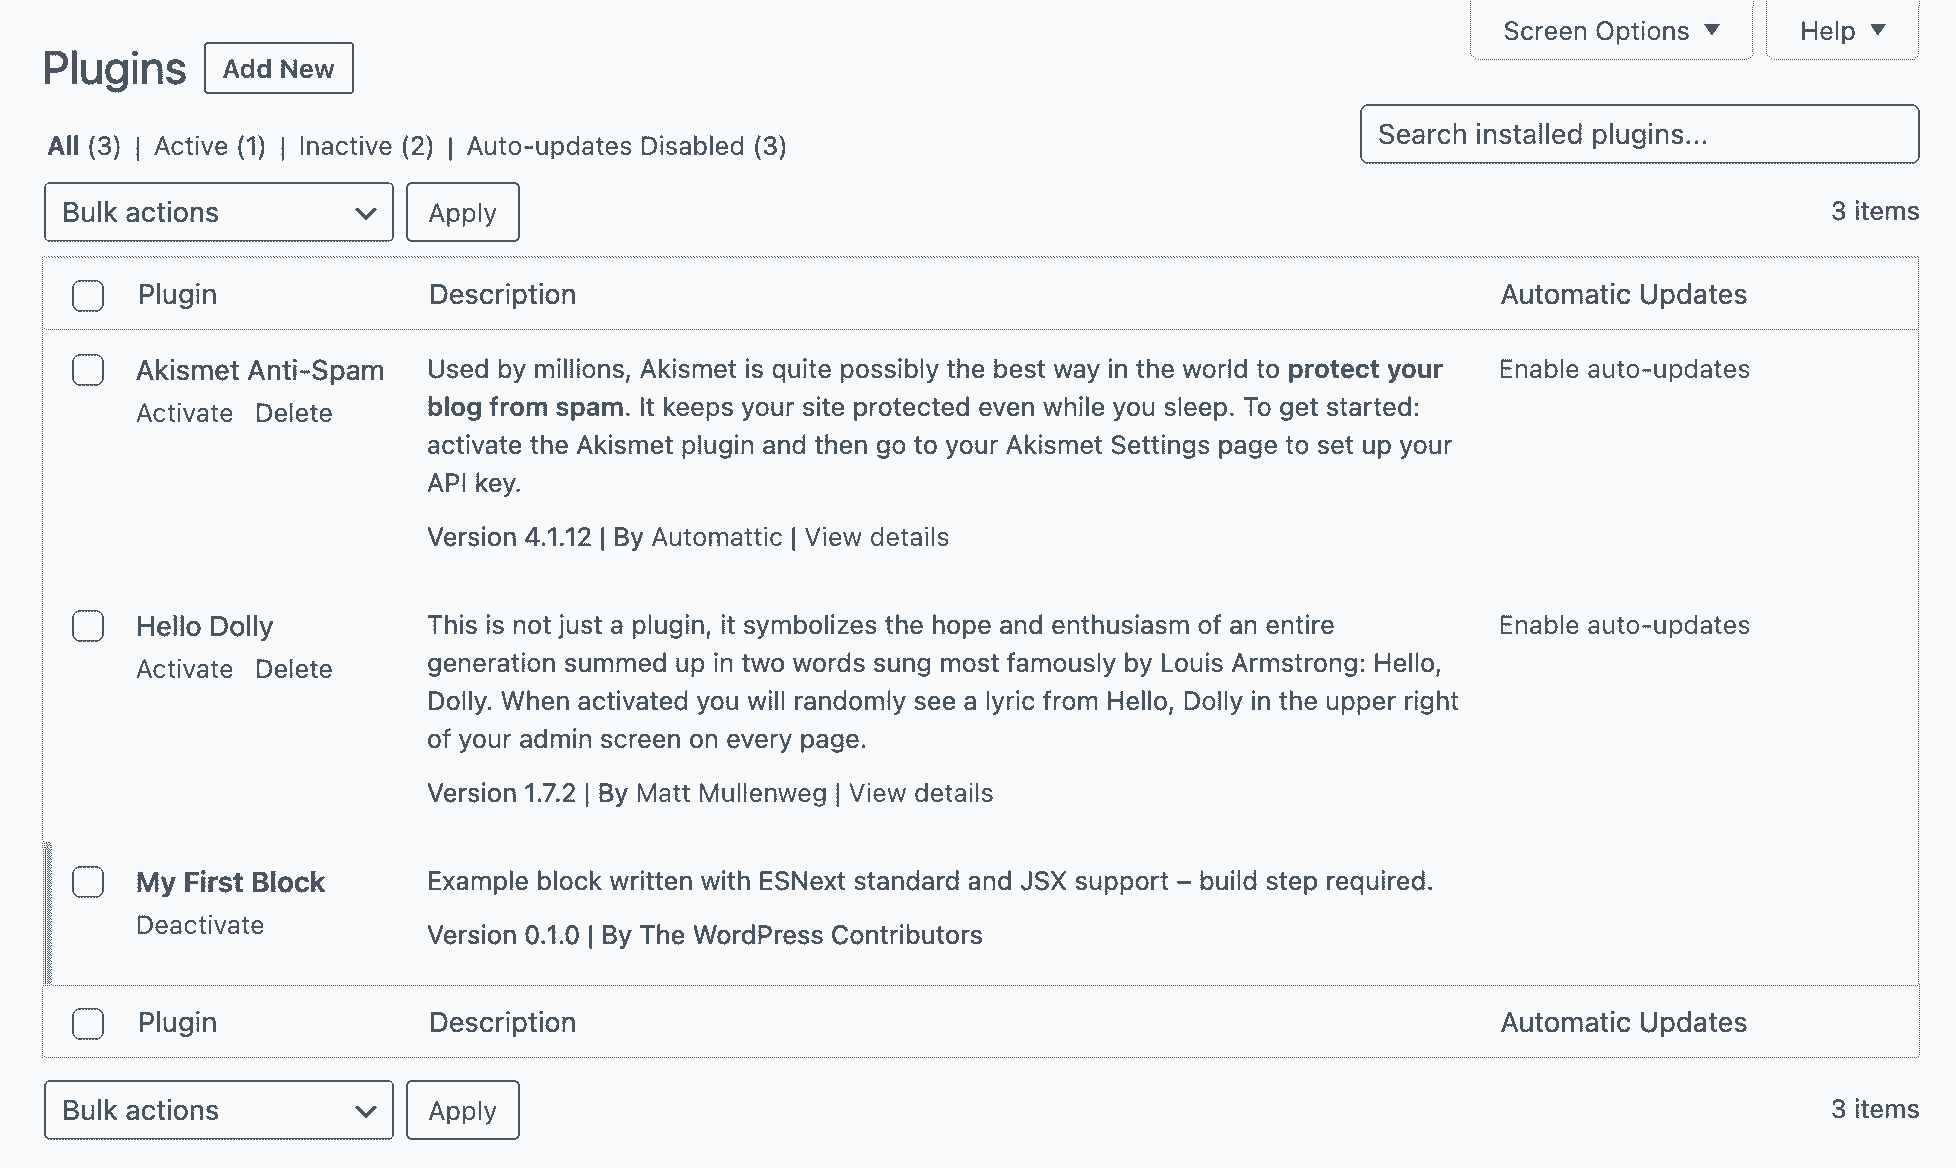 Screen Options ▼ Help ▼
Plugins Add New
All (3) | Active (1) | Inactive (2) | Auto-updates Disabled (3)
Search installed plugins...
Bulk actions Apply 3 items
Plugin Description Automatic Updates
Akismet Anti-Spam
Activate Delete
Used by millions, Akismet is quite possibly the best way in the world to protect your
blog from spam. It keeps your site protected even while you sleep. To get started:
activate the Akismet plugin and then go to your Akismet Settings page to set up your
API key.
Version 4.1.12 | By Automattic | View details
Enable auto-updates
Hello Dolly
Activate Delete
This is not just a plugin, it symbolizes the hope and enthusiasm of an entire
generation summed up in two words sung most famously by Louis Armstrong: Hello,
Dolly. When activated you will randomly see a lyric from Hello, Dolly in the upper right
of your admin screen on every page.
Version 1.7.2 | By Matt Mullenweg | View details
Enable auto-updates
My First Block
Deactivate
Example block written with ESNext standard and JSX support – build step required.
Version 0.1.0 | By The WordPress Contributors
Plugin Description Automatic Updates
Bulk actions Apply 3 items